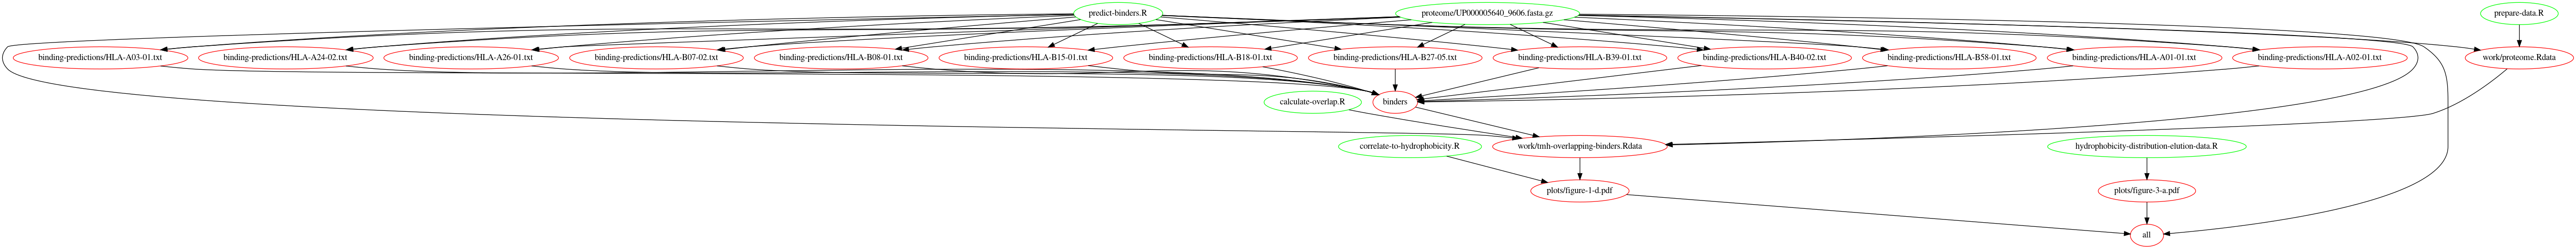 predict-binders.R
proteome/UP000005640_9606.fasta.gz
prepare-data.R
binding-predictions/HLA-A03-01.txt
binding-predictions/HLA-A24-02.txt
binding-predictions/HLA-A26-01.txt
binding-predictions/HLA-B07-02.txt
binding-predictions/HLA-B08-01.txt
binding-predictions/HLA-B15-01.txt
binding-predictions/HLA-B18-01.txt
binding-predictions/HLA-B27-05.txt
binding-predictions/HLA-B39-01.txt
binding-predictions/HLA-B40-02.txt
binding-predictions/HLA-B58-01.txt
binding-predictions/HLA-A01-01.txt
binding-predictions/HLA-A02-01.txt
work/proteome.Rdata
calculate-overlap.R
binders
correlate-to-hydrophobicity.R
work/tmh-overlapping-binders.Rdata
hydrophobicity-distribution-elution-data.R
plots/figure-1-d.pdf
plots/figure-3-a.pdf
all